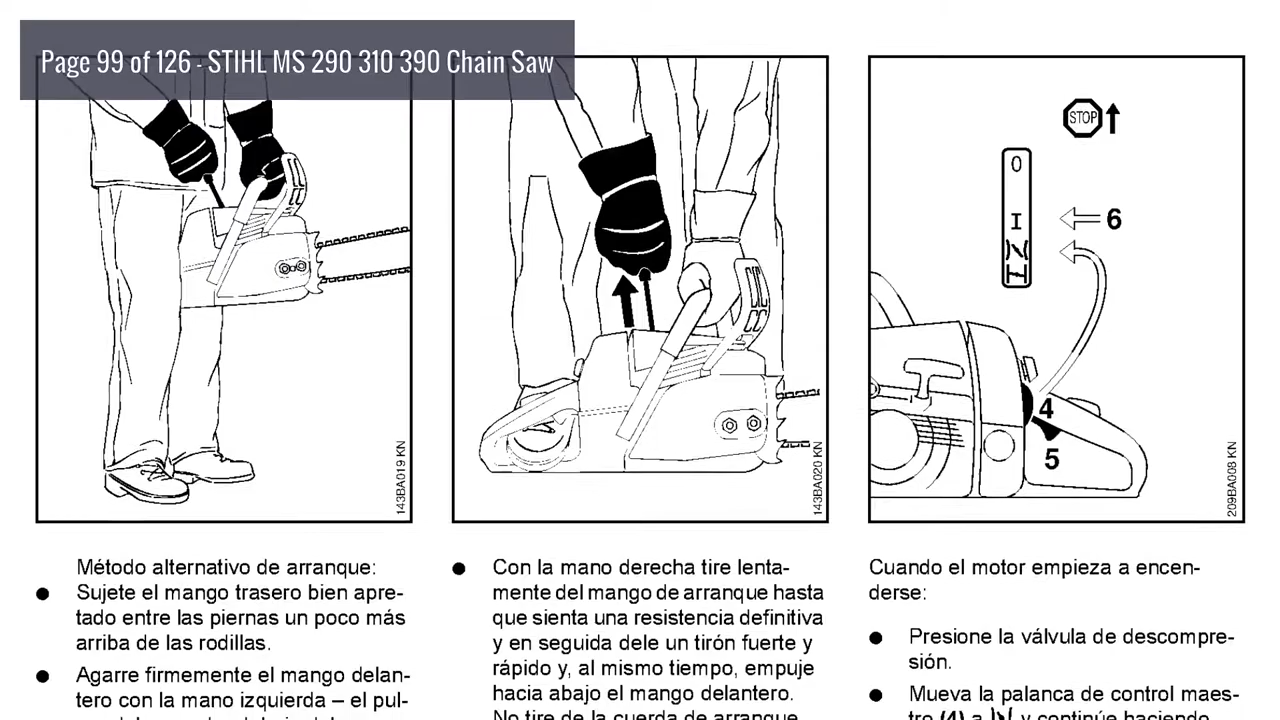 Page 99 of 126 - STIHL MS 290 310 390 Chain Saw
143BA019 KN
143BA020 KN
STOP
0
I
6
4
5
209BA008 KN
Método alternativo de arranque:
● Sujete el mango trasero bien apre-
tado entre las piernas un poco más
arriba de las rodillas.
● Agarre firmemente el mango delan-
tero con la mano izquierda – el pul-
● Con la mano derecha tire lenta-
mente del mango de arranque hasta
que sienta una resistencia definitiva
y en seguida dele un tirón fuerte y
rápido y, al mismo tiempo, empuje
hacia abajo el mango delantero.
No tire de la cuerda de arranque
Cuando el motor empieza a encen-
derse:
● Presione la válvula de descompre-
sión.
● Mueva la palanca de control maes-
tro (4) a y continúe haciendo